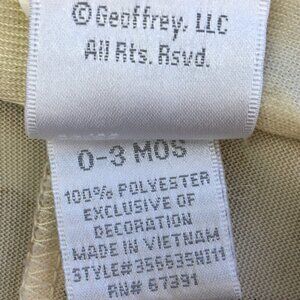 © Geoffrey, LLC
All Rts. Rsvd.
0-3 MOS
100% POLYESTER
EXCLUSIVE OF
DECORATION
MADE IN VIETNAM
STYLE#356635NI11
RN# 67391